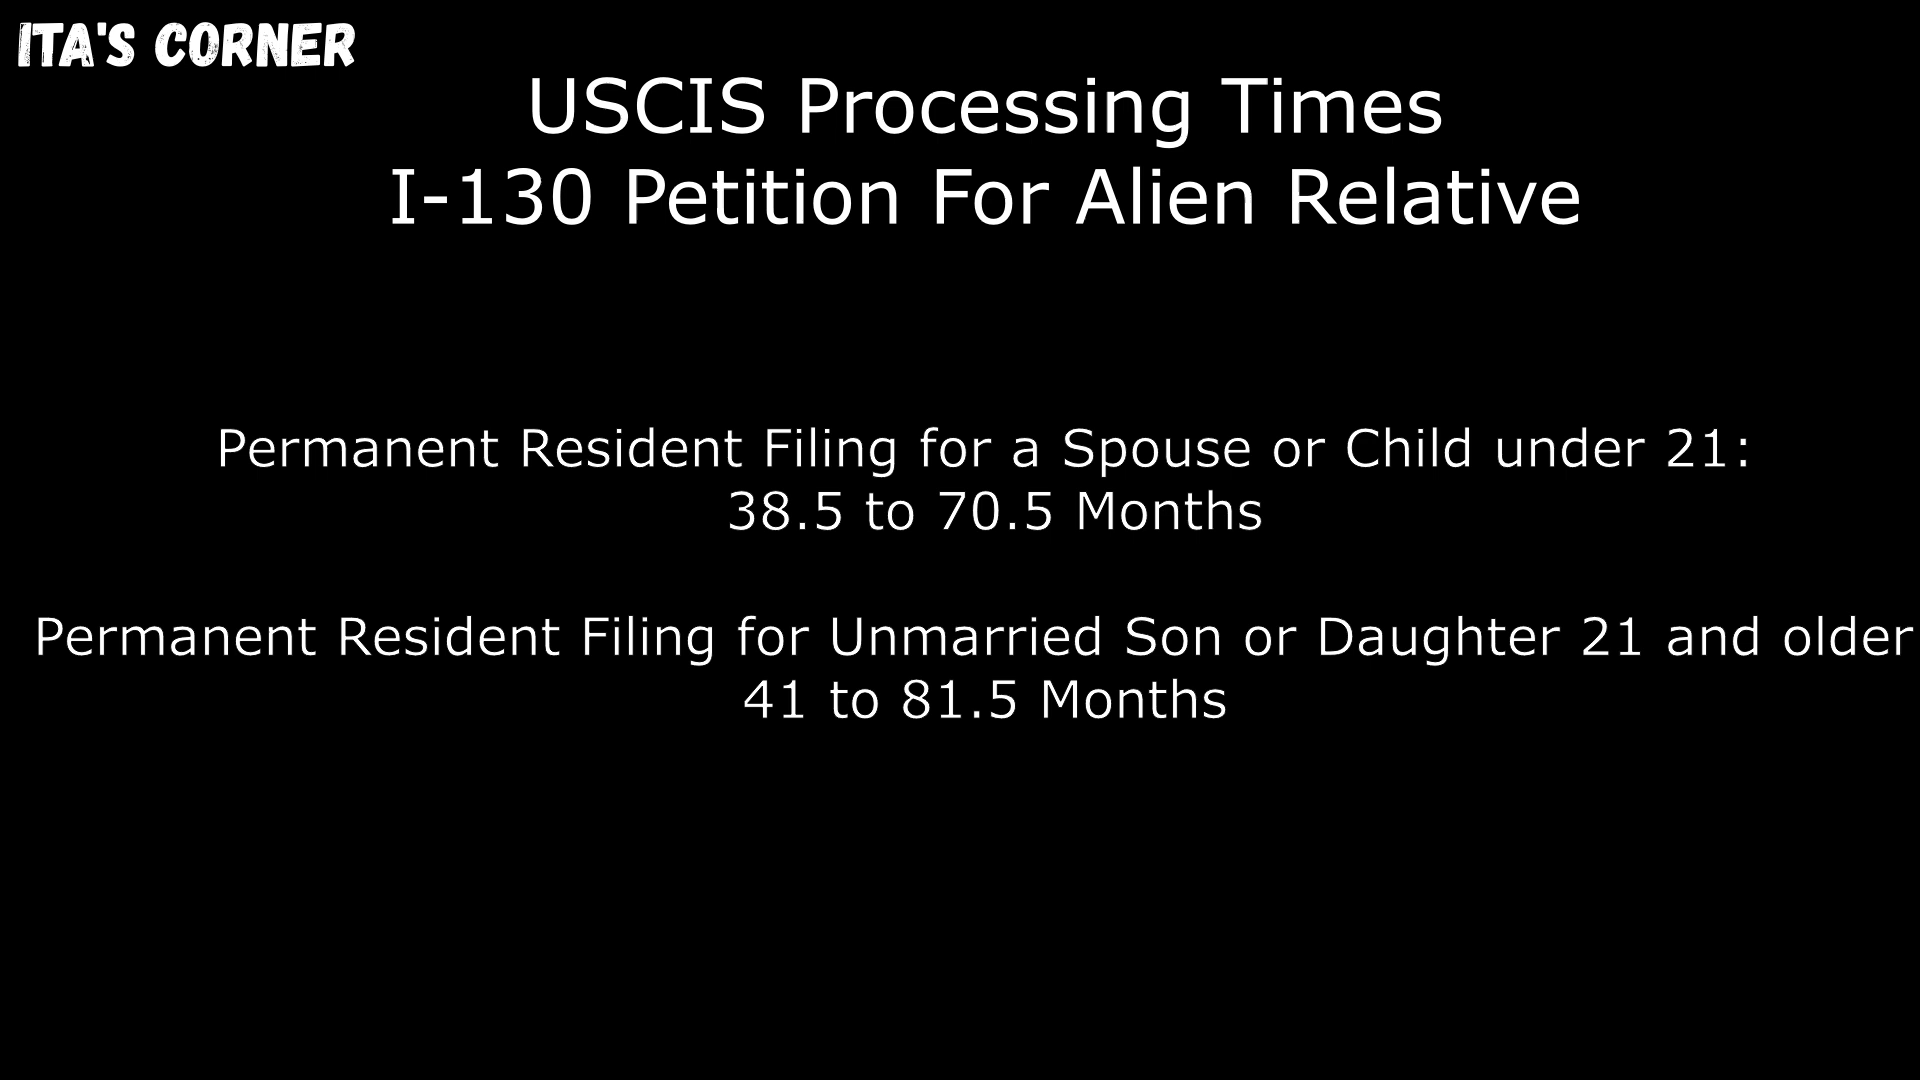 ITA'S CORNER
USCIS Processing Times
I-130 Petition For Alien Relative
Permanent Resident Filing for a Spouse or Child under 21:
38.5 to 70.5 Months
Permanent Resident Filing for Unmarried Son or Daughter 21 and older
41 to 81.5 Months